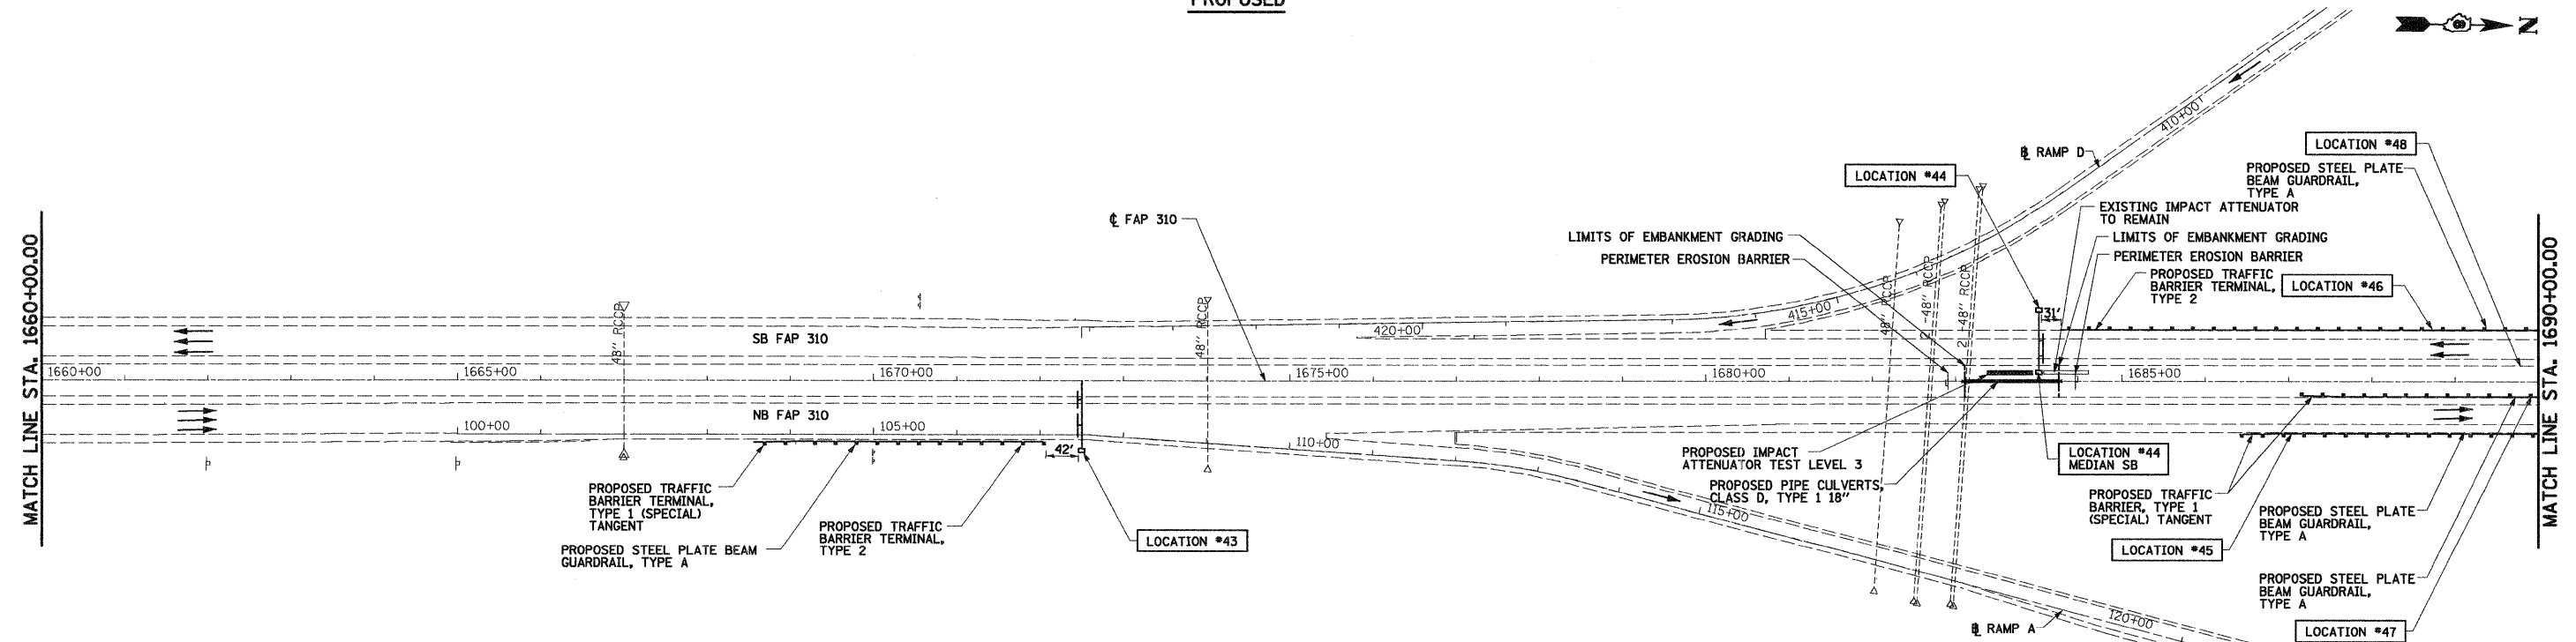 PROPOSED
N
410+00
℄ RAMP D
LOCATION #48
PROPOSED STEEL PLATE
BEAM GUARDRAIL,
TYPE A
LOCATION #44
EXISTING IMPACT ATTENUATOR
TO REMAIN
℄ FAP 310
LIMITS OF EMBANKMENT GRADING
PERIMETER EROSION BARRIER
LIMITS OF EMBANKMENT GRADING
PERIMETER EROSION BARRIER
PROPOSED TRAFFIC
BARRIER TERMINAL,
TYPE 2
LOCATION #46
MATCH LINE STA. 1660+00.00
48" RCCP
48" RCCP
48" RCCP
2 -48" RCCP
2 -48" RCCP
415+00
420+00
31'
SB FAP 310
1660+00
1665+00
1670+00
1675+00
1680+00
1685+00
NB FAP 310
100+00
105+00
110+00
42'
115+00
120+00
PROPOSED TRAFFIC
BARRIER TERMINAL,
TYPE 1 (SPECIAL)
TANGENT
PROPOSED STEEL PLATE BEAM
GUARDRAIL, TYPE A
PROPOSED TRAFFIC
BARRIER TERMINAL,
TYPE 2
LOCATION #43
PROPOSED IMPACT
ATTENUATOR TEST LEVEL 3
PROPOSED PIPE CULVERTS,
CLASS D, TYPE 1 18"
LOCATION #44
MEDIAN SB
PROPOSED TRAFFIC
BARRIER, TYPE 1
(SPECIAL) TANGENT
LOCATION #45
PROPOSED STEEL PLATE
BEAM GUARDRAIL,
TYPE A
PROPOSED STEEL PLATE
BEAM GUARDRAIL,
TYPE A
LOCATION #47
℄ RAMP A
MATCH LINE STA. 1690+00.00